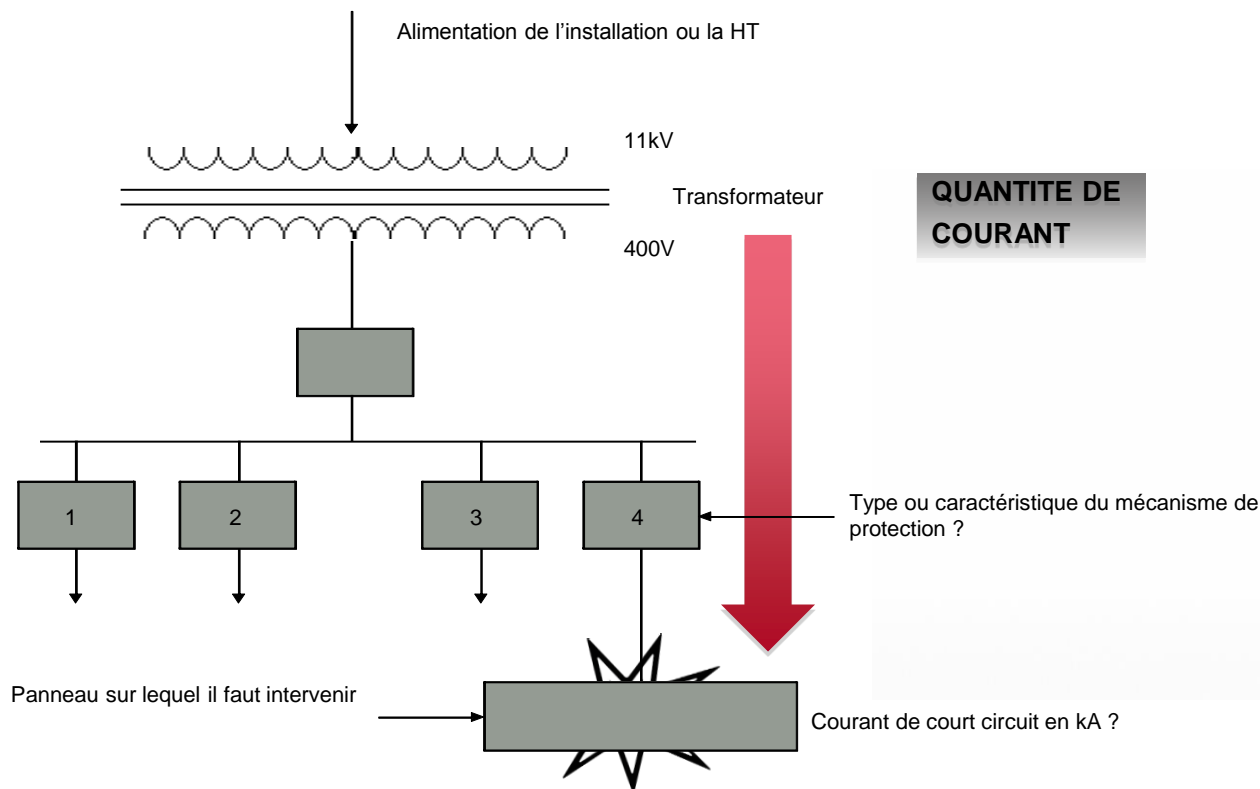 Alimentation de l’installation ou la HT
11kV
Transformateur
QUANTITE DE
COURANT
400V
1
2
3
4
Type ou caractéristique du mécanisme de
protection ?
Panneau sur lequel il faut intervenir
Courant de court circuit en kA ?